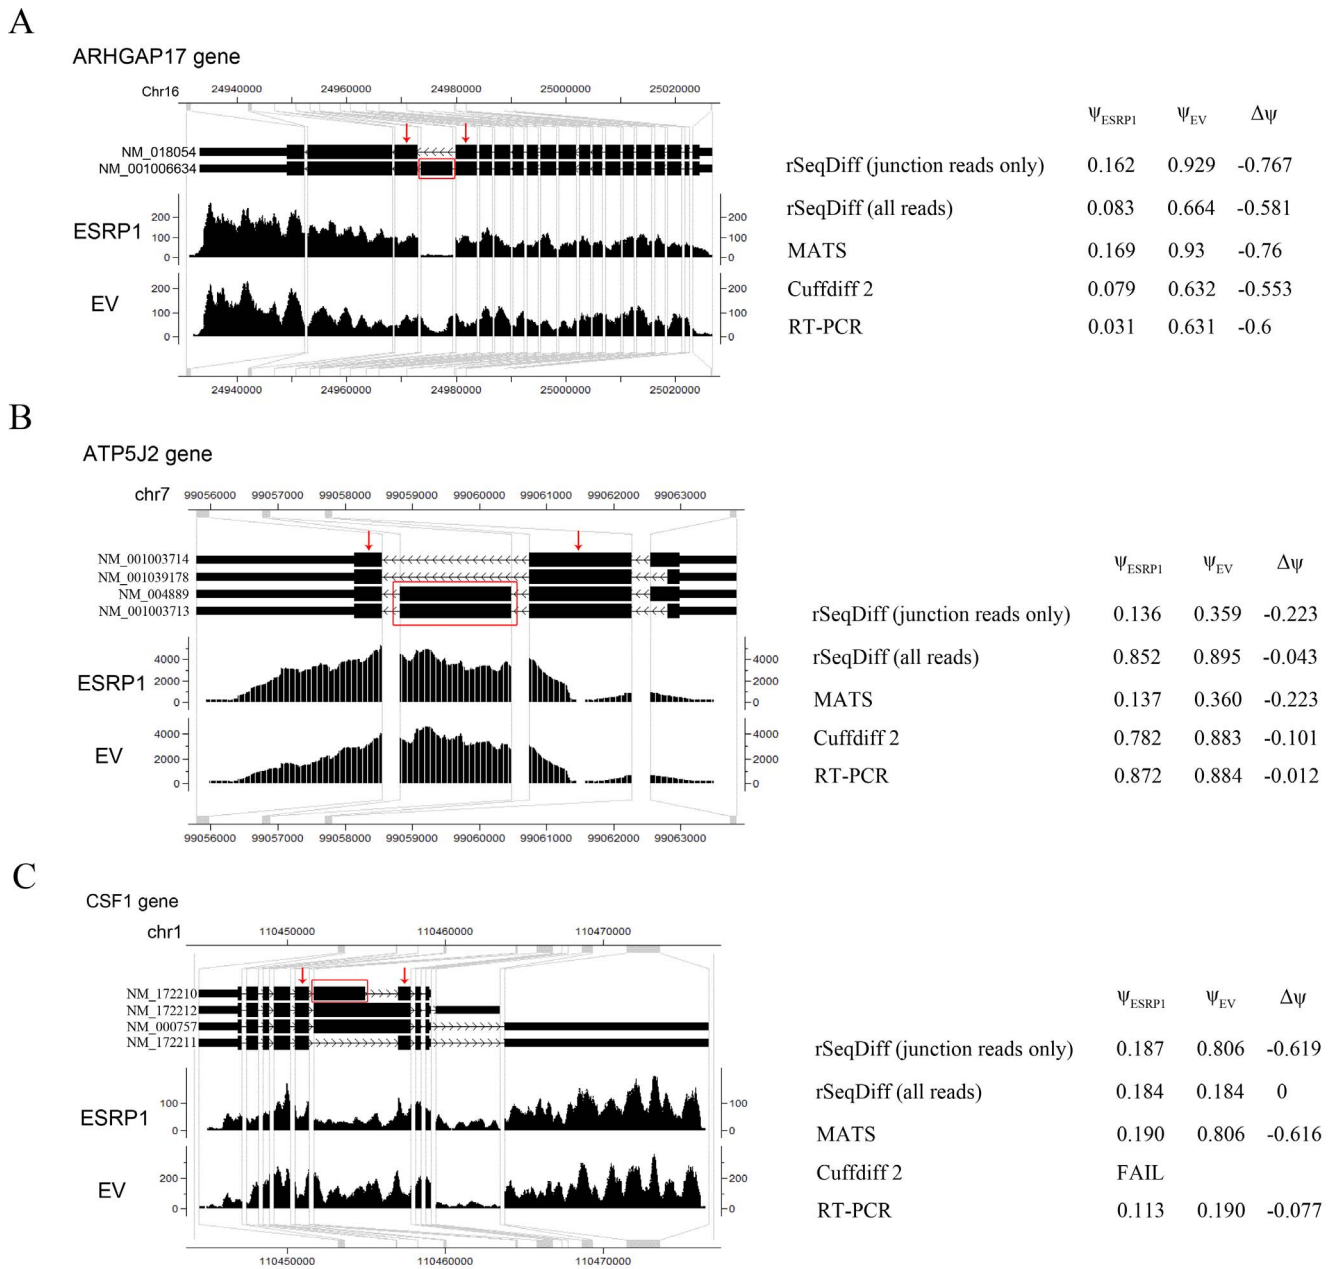 A
ARHGAP17 gene
Chr16 24940000 24960000 24980000 25000000 25020000
NM_018054
NM_001006634
ESRP1 200 100 0 200 100 0
EV 200 100 0 200 100 0
24940000 24960000 24980000 25000000 25020000
ΨESRP1 ΨEV Δψ
rSeqDiff (junction reads only) 0.162 0.929 -0.767
rSeqDiff (all reads) 0.083 0.664 -0.581
MATS 0.169 0.93 -0.76
Cuffdiff 2 0.079 0.632 -0.553
RT-PCR 0.031 0.631 -0.6
B
ATP5J2 gene
chr7 99056000 99057000 99058000 99059000 99060000 99061000 99062000 99063000
NM_001003714
NM_001039178
NM_004889
NM_001003713
ESRP1 4000 2000 0 4000 2000 0
EV 4000 2000 0 4000 2000 0
99056000 99057000 99058000 99059000 99060000 99061000 99062000 99063000
ΨESRP1 ΨEV Δψ
rSeqDiff (junction reads only) 0.136 0.359 -0.223
rSeqDiff (all reads) 0.852 0.895 -0.043
MATS 0.137 0.360 -0.223
Cuffdiff 2 0.782 0.883 -0.101
RT-PCR 0.872 0.884 -0.012
C
CSF1 gene
chr1 110450000 110460000 110470000
NM_172210
NM_172212
NM_000757
NM_172211
ESRP1 100 0 100 0
EV 200 0 200 0
110450000 110460000 110470000
ΨESRP1 ΨEV Δψ
rSeqDiff (junction reads only) 0.187 0.806 -0.619
rSeqDiff (all reads) 0.184 0.184 0
MATS 0.190 0.806 -0.616
Cuffdiff 2 FAIL
RT-PCR 0.113 0.190 -0.077